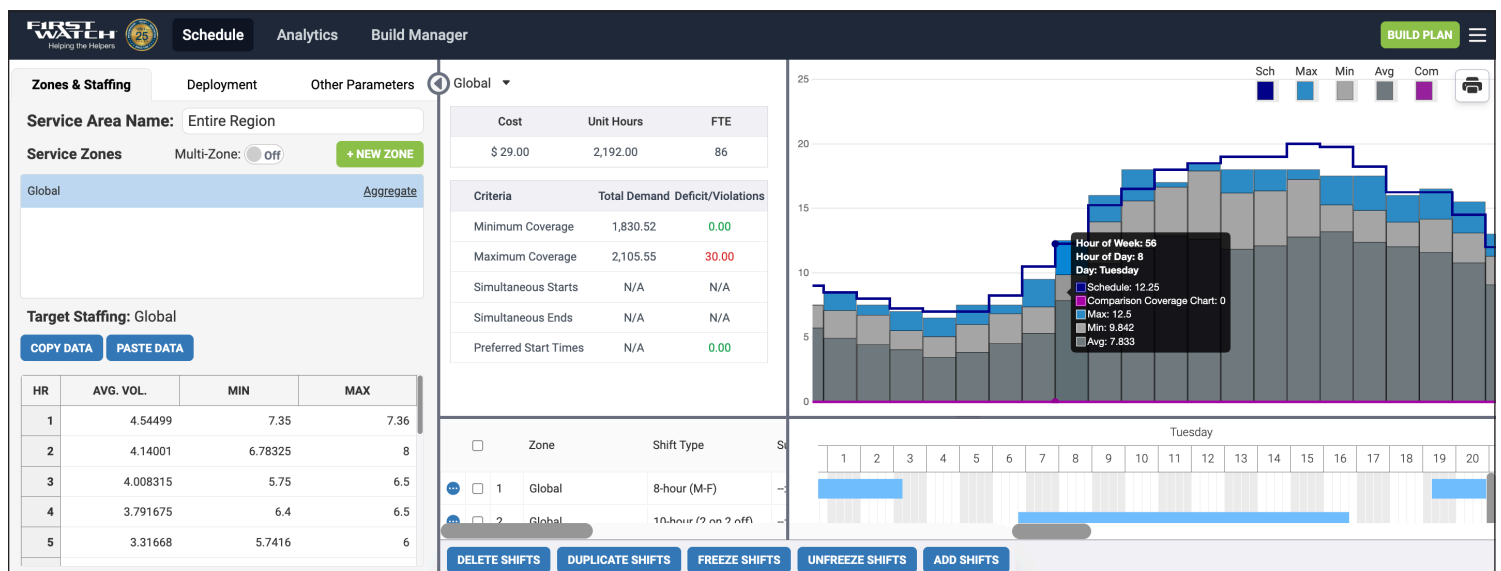 FIRST WATCH
Helping the Helpers
25
Schedule
Analytics
Build Manager
BUILD PLAN
Zones & Staffing
Deployment
Other Parameters
Service Area Name: Entire Region
Service Zones
Multi-Zone: Off
+ NEW ZONE
Global
Aggregate
Target Staffing: Global
COPY DATA
PASTE DATA
HR AVG. VOL. MIN MAX
1 4.54499 7.35 7.36
2 4.14001 6.78325 8
3 4.008315 5.75 6.5
4 3.791675 6.4 6.5
5 3.31668 5.7416 6
Global
Cost Unit Hours FTE
$ 29.00 2,192.00 86
Criteria Total Demand Deficit/Violations
Minimum Coverage 1,830.52 0.00
Maximum Coverage 2,105.55 30.00
Simultaneous Starts N/A N/A
Simultaneous Ends N/A N/A
Preferred Start Times N/A 0.00
Sch Max Min Avg Com
25
20
15
10
5
0
Hour of Week: 56
Hour of Day: 8
Day: Tuesday
Schedule: 12.25
Comparison Coverage Chart: 0
Max: 12.5
Min: 9.842
Avg: 7.833
Zone Shift Type
1 Global 8-hour (M-F)
2 Global 10-hour (2 on 2 off)
Tuesday
1 2 3 4 5 6 7 8 9 10 11 12 13 14 15 16 17 18 19 20
DELETE SHIFTS
DUPLICATE SHIFTS
FREEZE SHIFTS
UNFREEZE SHIFTS
ADD SHIFTS